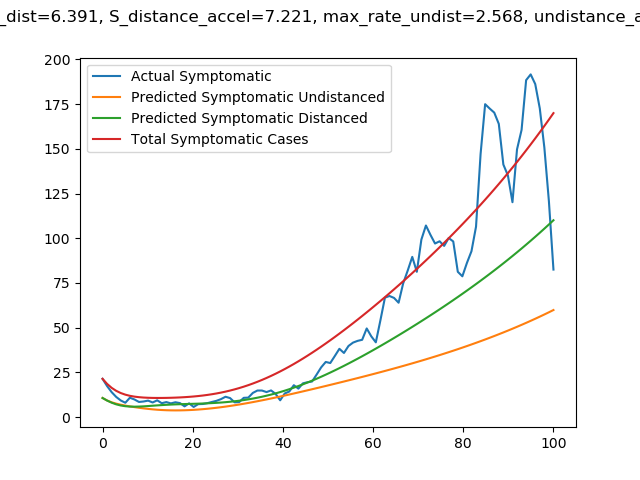 _dist=6.391, S_distance_accel=7.221, max_rate_undist=2.568, undistance_a
200
175
150
125
100
75
50
25
0
Actual Symptomatic
Predicted Symptomatic Undistanced
Predicted Symptomatic Distanced
Total Symptomatic Cases
0 20 40 60 80 100